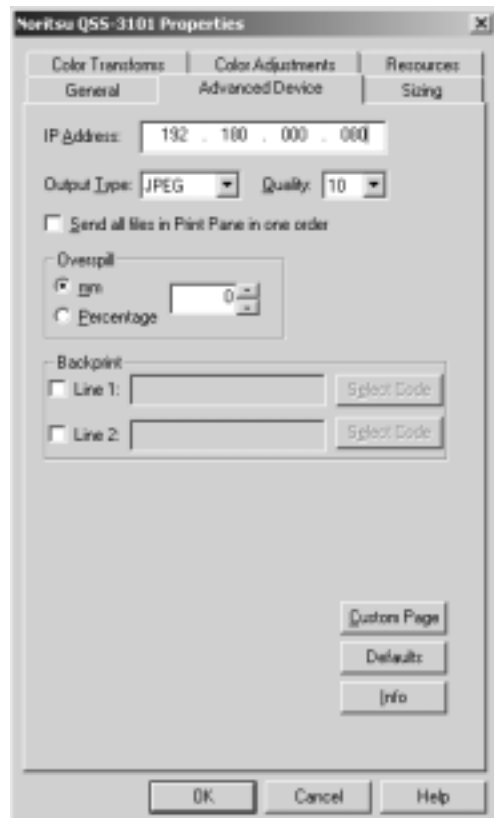 Noritsu QSS-3101 Properties
Color Transforms Color Adjustments Resources
General Advanced Device Sizing
IP Address: 192 . 180 . 000 . 080
Output Type: JPEG Quality: 10
Send all files in Print Pane in one order
Overspill
mm
0
Percentage
Backprint
Line 1: Select Code
Line 2: Select Code
Custom Page
Defaults
Info
OK Cancel Help